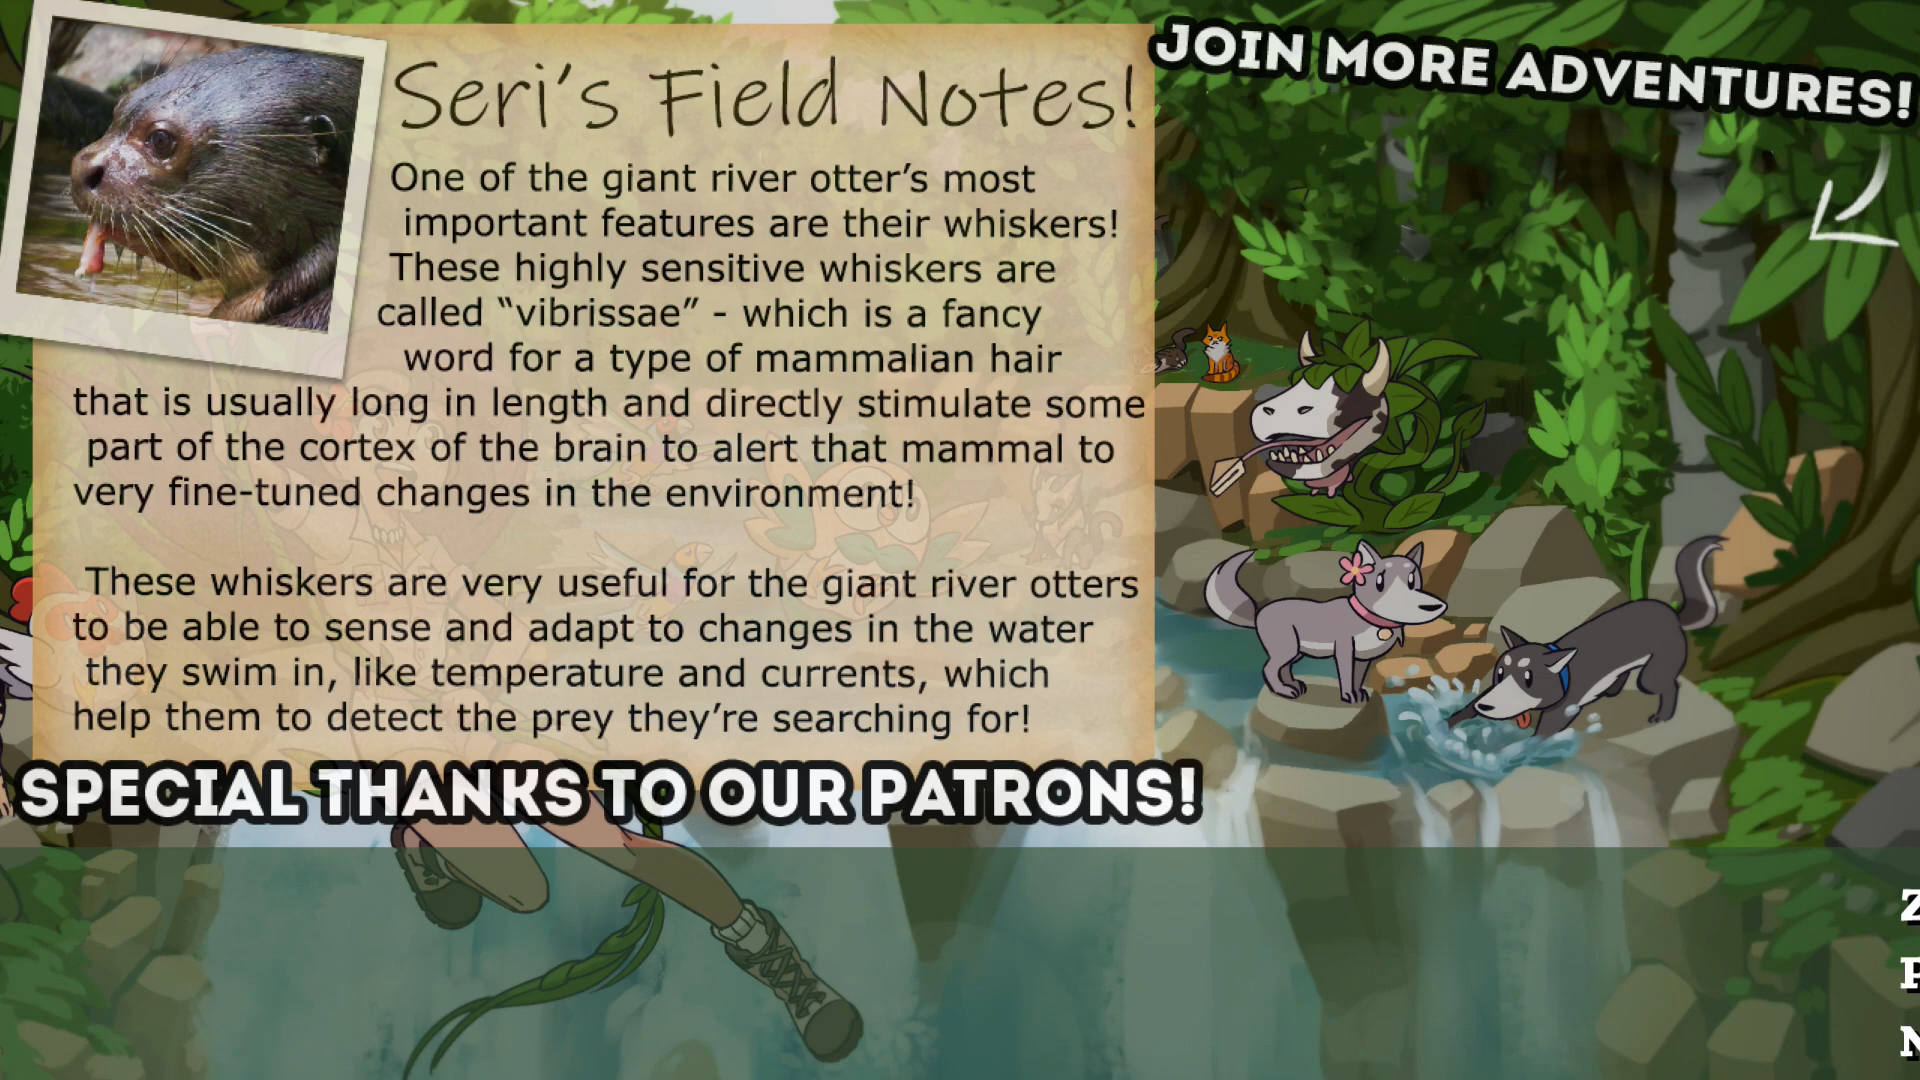 Seri's Field Notes!
JOIN MORE ADVENTURES!
One of the giant river otter's most
important features are their whiskers!
These highly sensitive whiskers are
called “vibrissae” - which is a fancy
word for a type of mammalian hair
that is usually long in length and directly stimulate some
part of the cortex of the brain to alert that mammal to
very fine-tuned changes in the environment!
These whiskers are very useful for the giant river otters
to be able to sense and adapt to changes in the water
they swim in, like temperature and currents, which
help them to detect the prey they’re searching for!
SPECIAL THANKS TO OUR PATRONS!